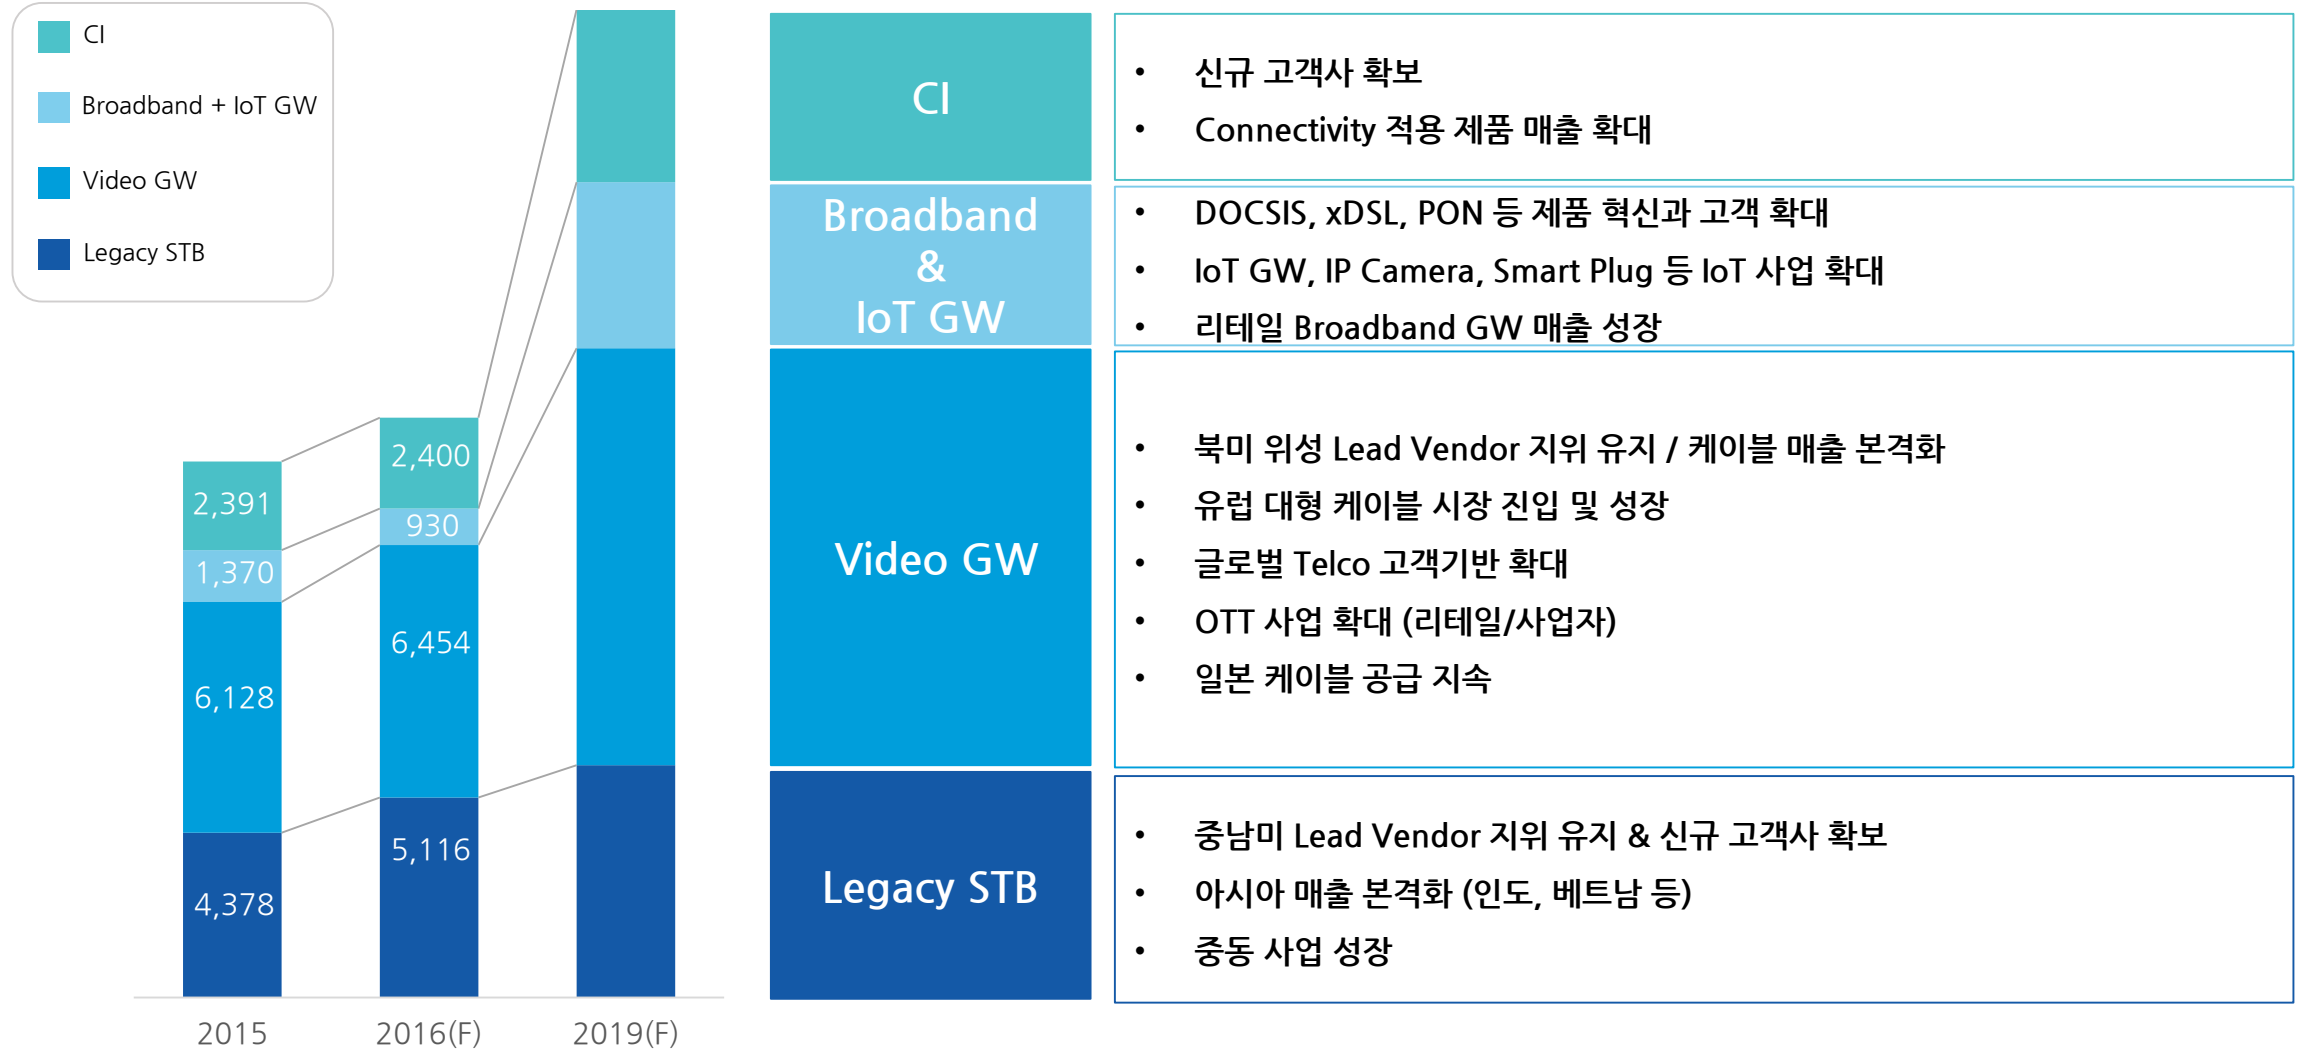 CI
Broadband + IoT GW
Video GW
Legacy STB
2,391
1,370
6,128
4,378
2,400
930
6,454
5,116
2015
2016(F)
2019(F)
CI
• 신규 고객사 확보
• Connectivity 적용 제품 매출 확대
Broadband
&
IoT GW
• DOCSIS, xDSL, PON 등 제품 혁신과 고객 확대
• IoT GW, IP Camera, Smart Plug 등 IoT 사업 확대
• 리테일 Broadband GW 매출 성장
Video GW
• 북미 위성 Lead Vendor 지위 유지 / 케이블 매출 본격화
• 유럽 대형 케이블 시장 진입 및 성장
• 글로벌 Telco 고객기반 확대
• OTT 사업 확대 (리테일/사업자)
• 일본 케이블 공급 지속
Legacy STB
• 중남미 Lead Vendor 지위 유지 & 신규 고객사 확보
• 아시아 매출 본격화 (인도, 베트남 등)
• 중동 사업 성장